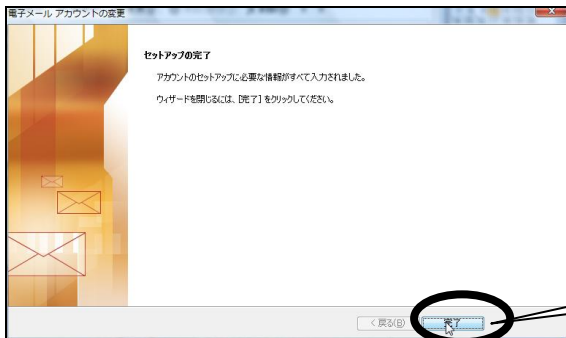 電子メール アカウントの変更
セットアップの完了
アカウントのセットアップに必要な情報がすべて入力されました。
ウィザードを閉じるには、[完了] をクリックしてください。
< 戻る(B)
完了